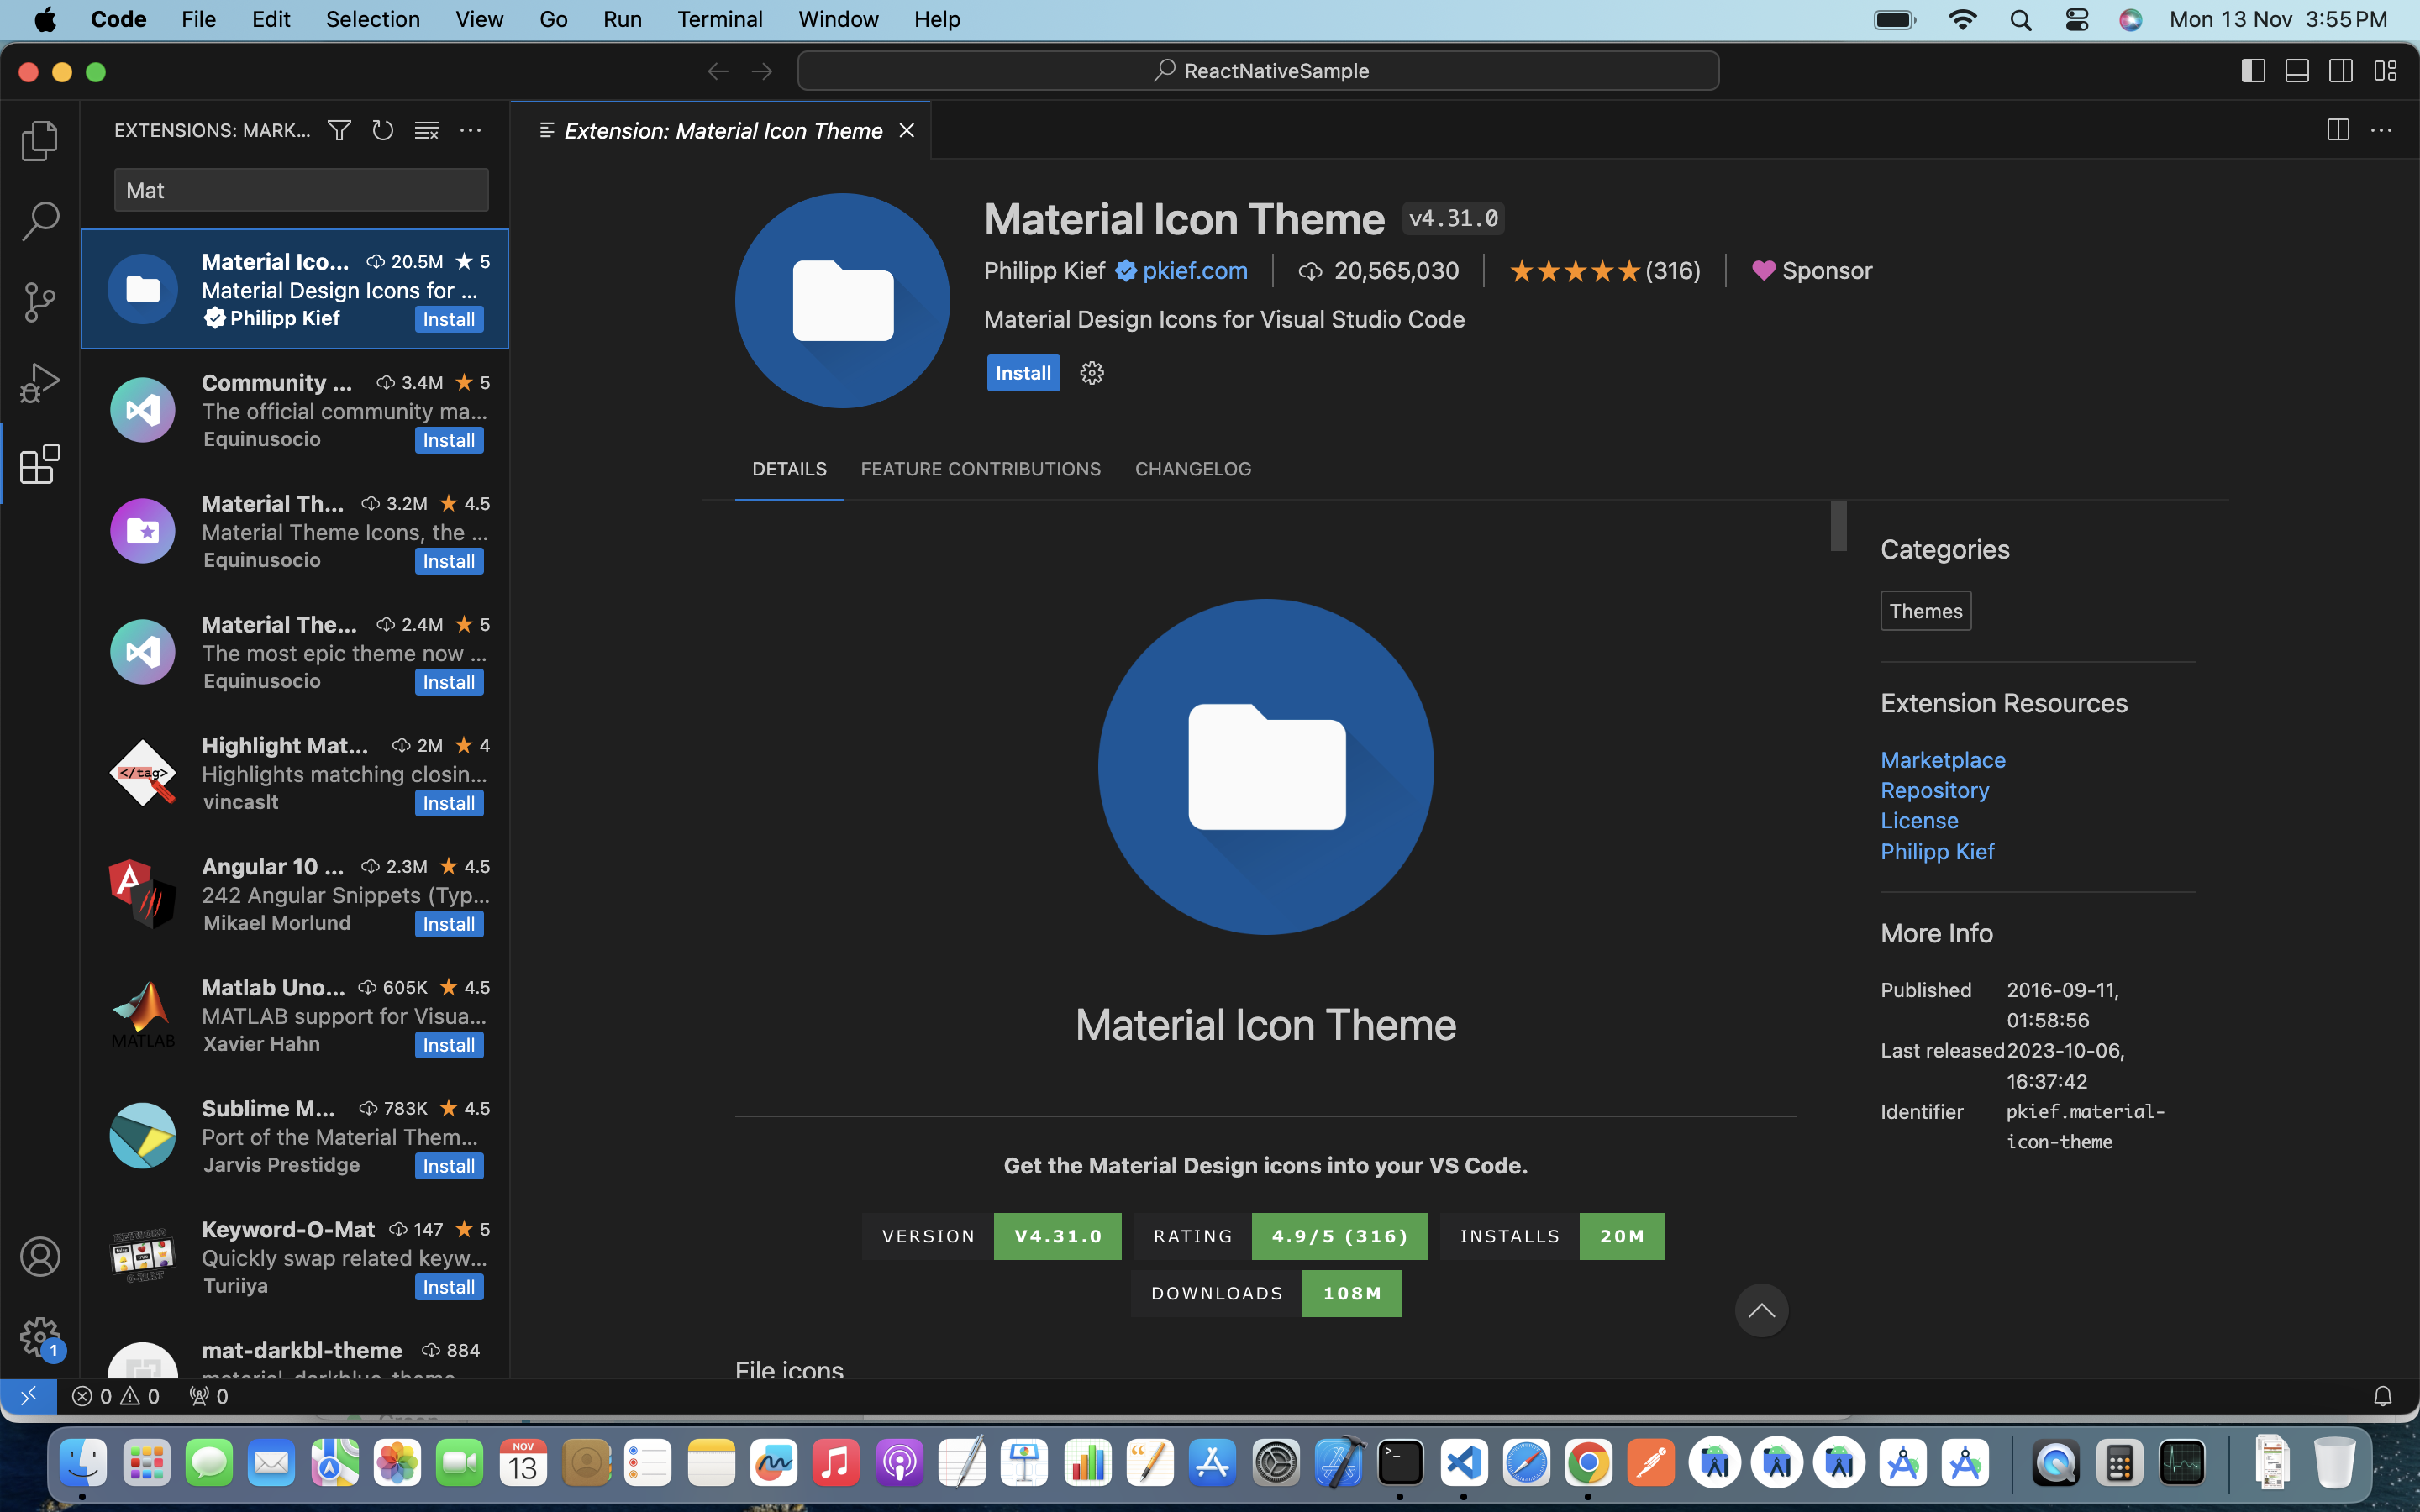 Code File Edit Selection View Go Run Terminal Window Help Mon 13 Nov 3:55 PM
ReactNativeSample
EXTENSIONS: MARK...
Mat
Material Ico... 20.5M 5
Material Design Icons for ...
Philipp Kief Install
Community ... 3.4M 5
The official community ma...
Equinusocio Install
Material Th... 3.2M 4.5
Material Theme Icons, the ...
Equinusocio Install
Material The... 2.4M 5
The most epic theme now ...
Equinusocio Install
</tag>
Highlight Mat... 2M 4
Highlights matching closin...
vincaslt Install
Angular 10 ... 2.3M 4.5
242 Angular Snippets (Typ...
Mikael Morlund Install
MATLAB
Matlab Uno... 605K 4.5
MATLAB support for Visua...
Xavier Hahn Install
Sublime M... 783K 4.5
Port of the Material Them...
Jarvis Prestidge Install
Keyword-O-Mat 147 5
Quickly swap related keyw...
Turiiya Install
mat-darkbl-theme 884
Extension: Material Icon Theme
Material Icon Theme v4.31.0
Philipp Kief pkief.com 20,565,030 (316) Sponsor
Material Design Icons for Visual Studio Code
Install
DETAILS FEATURE CONTRIBUTIONS CHANGELOG
Material Icon Theme
Get the Material Design icons into your VS Code.
VERSION V4.31.0 RATING 4.9/5 (316) INSTALLS 20M
DOWNLOADS 108M
File icons
Categories
Themes
Extension Resources
Marketplace
Repository
License
Philipp Kief
More Info
Published 2016-09-11,
01:58:56
Last released 2023-10-06,
16:37:42
Identifier pkief.material-
icon-theme
1
0 0 0
NOV
13